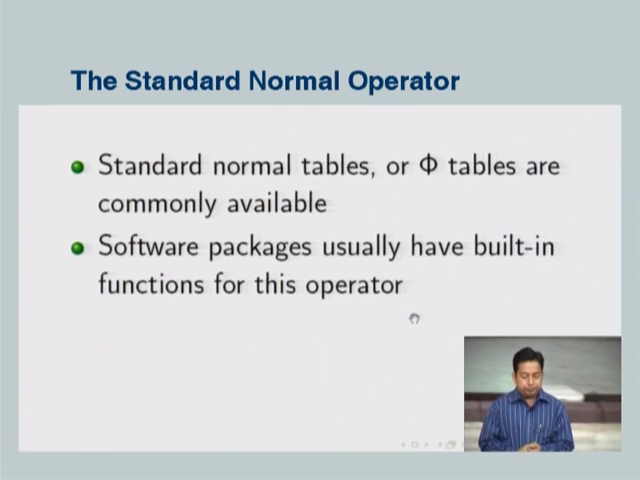 The Standard Normal Operator
Standard normal tables, or Φ tables are
commonly available
Software packages usually have built-in
functions for this operator